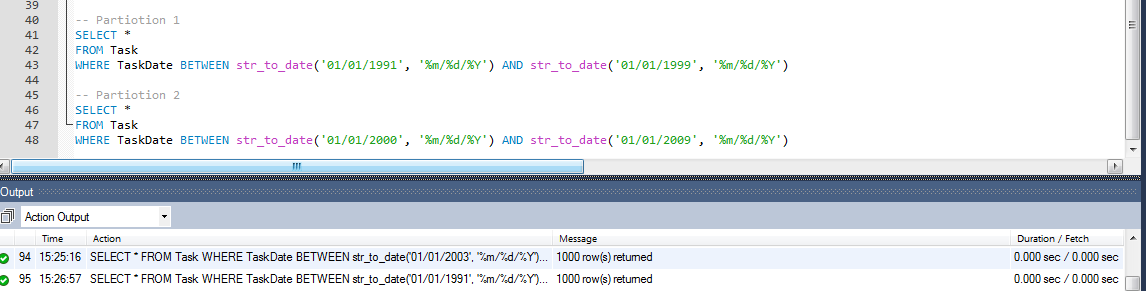 39
40 -- Partiotion 1
41 SELECT *
42 FROM Task
43 WHERE TaskDate BETWEEN str_to_date('01/01/1991', '%m/%d/%Y') AND str_to_date('01/01/1999', '%m/%d/%Y')
44
45 -- Partiotion 2
46 SELECT *
47 FROM Task
48 WHERE TaskDate BETWEEN str_to_date('01/01/2000', '%m/%d/%Y') AND str_to_date('01/01/2009', '%m/%d/%Y')
Output
Action Output
Time Action Message Duration / Fetch
94 15:25:16 SELECT * FROM Task WHERE TaskDate BETWEEN str_to_date('01/01/2003', '%m/%d/%Y')... 1000 row(s) returned 0.000 sec / 0.000 sec
95 15:26:57 SELECT * FROM Task WHERE TaskDate BETWEEN str_to_date('01/01/1991', '%m/%d/%Y')... 1000 row(s) returned 0.000 sec / 0.000 sec